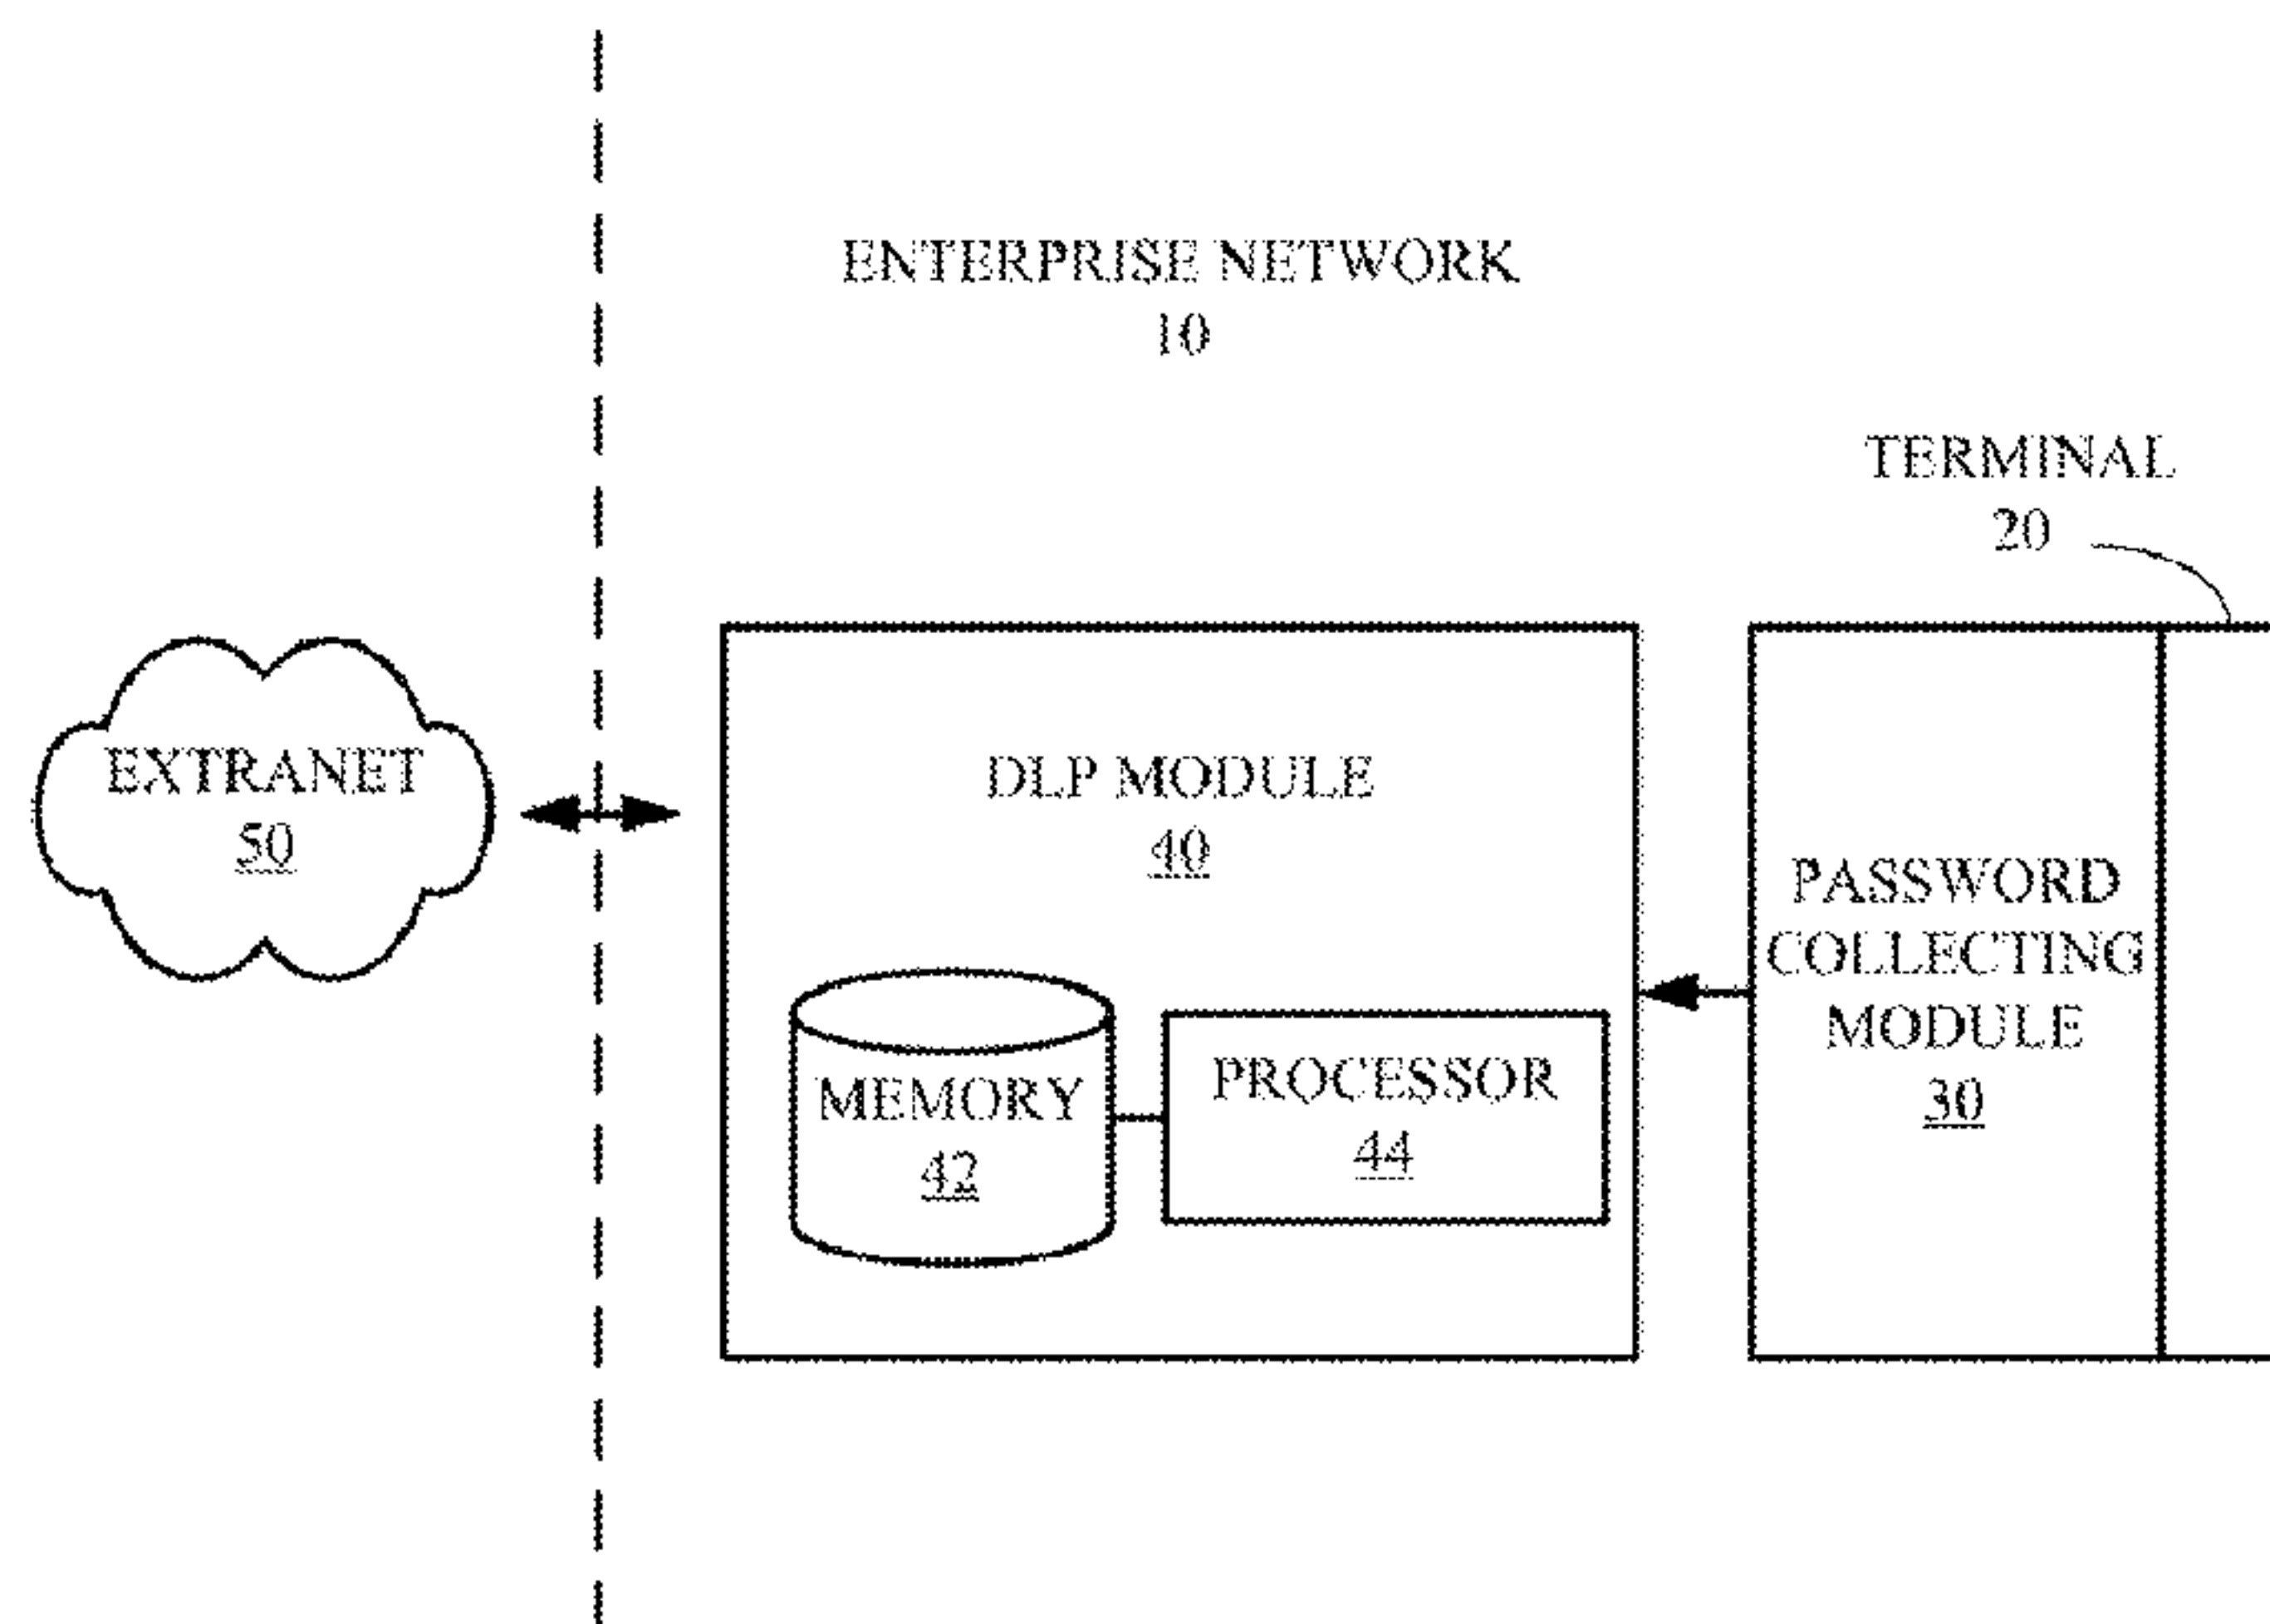 ENTERPRISE NETWORK
10
TERMINAL
20
EXTRANET
50
DLP MODULE
40
PASSWORD
COLLECTING
MODULE
30
MEMORY
42
PROCESSOR
44